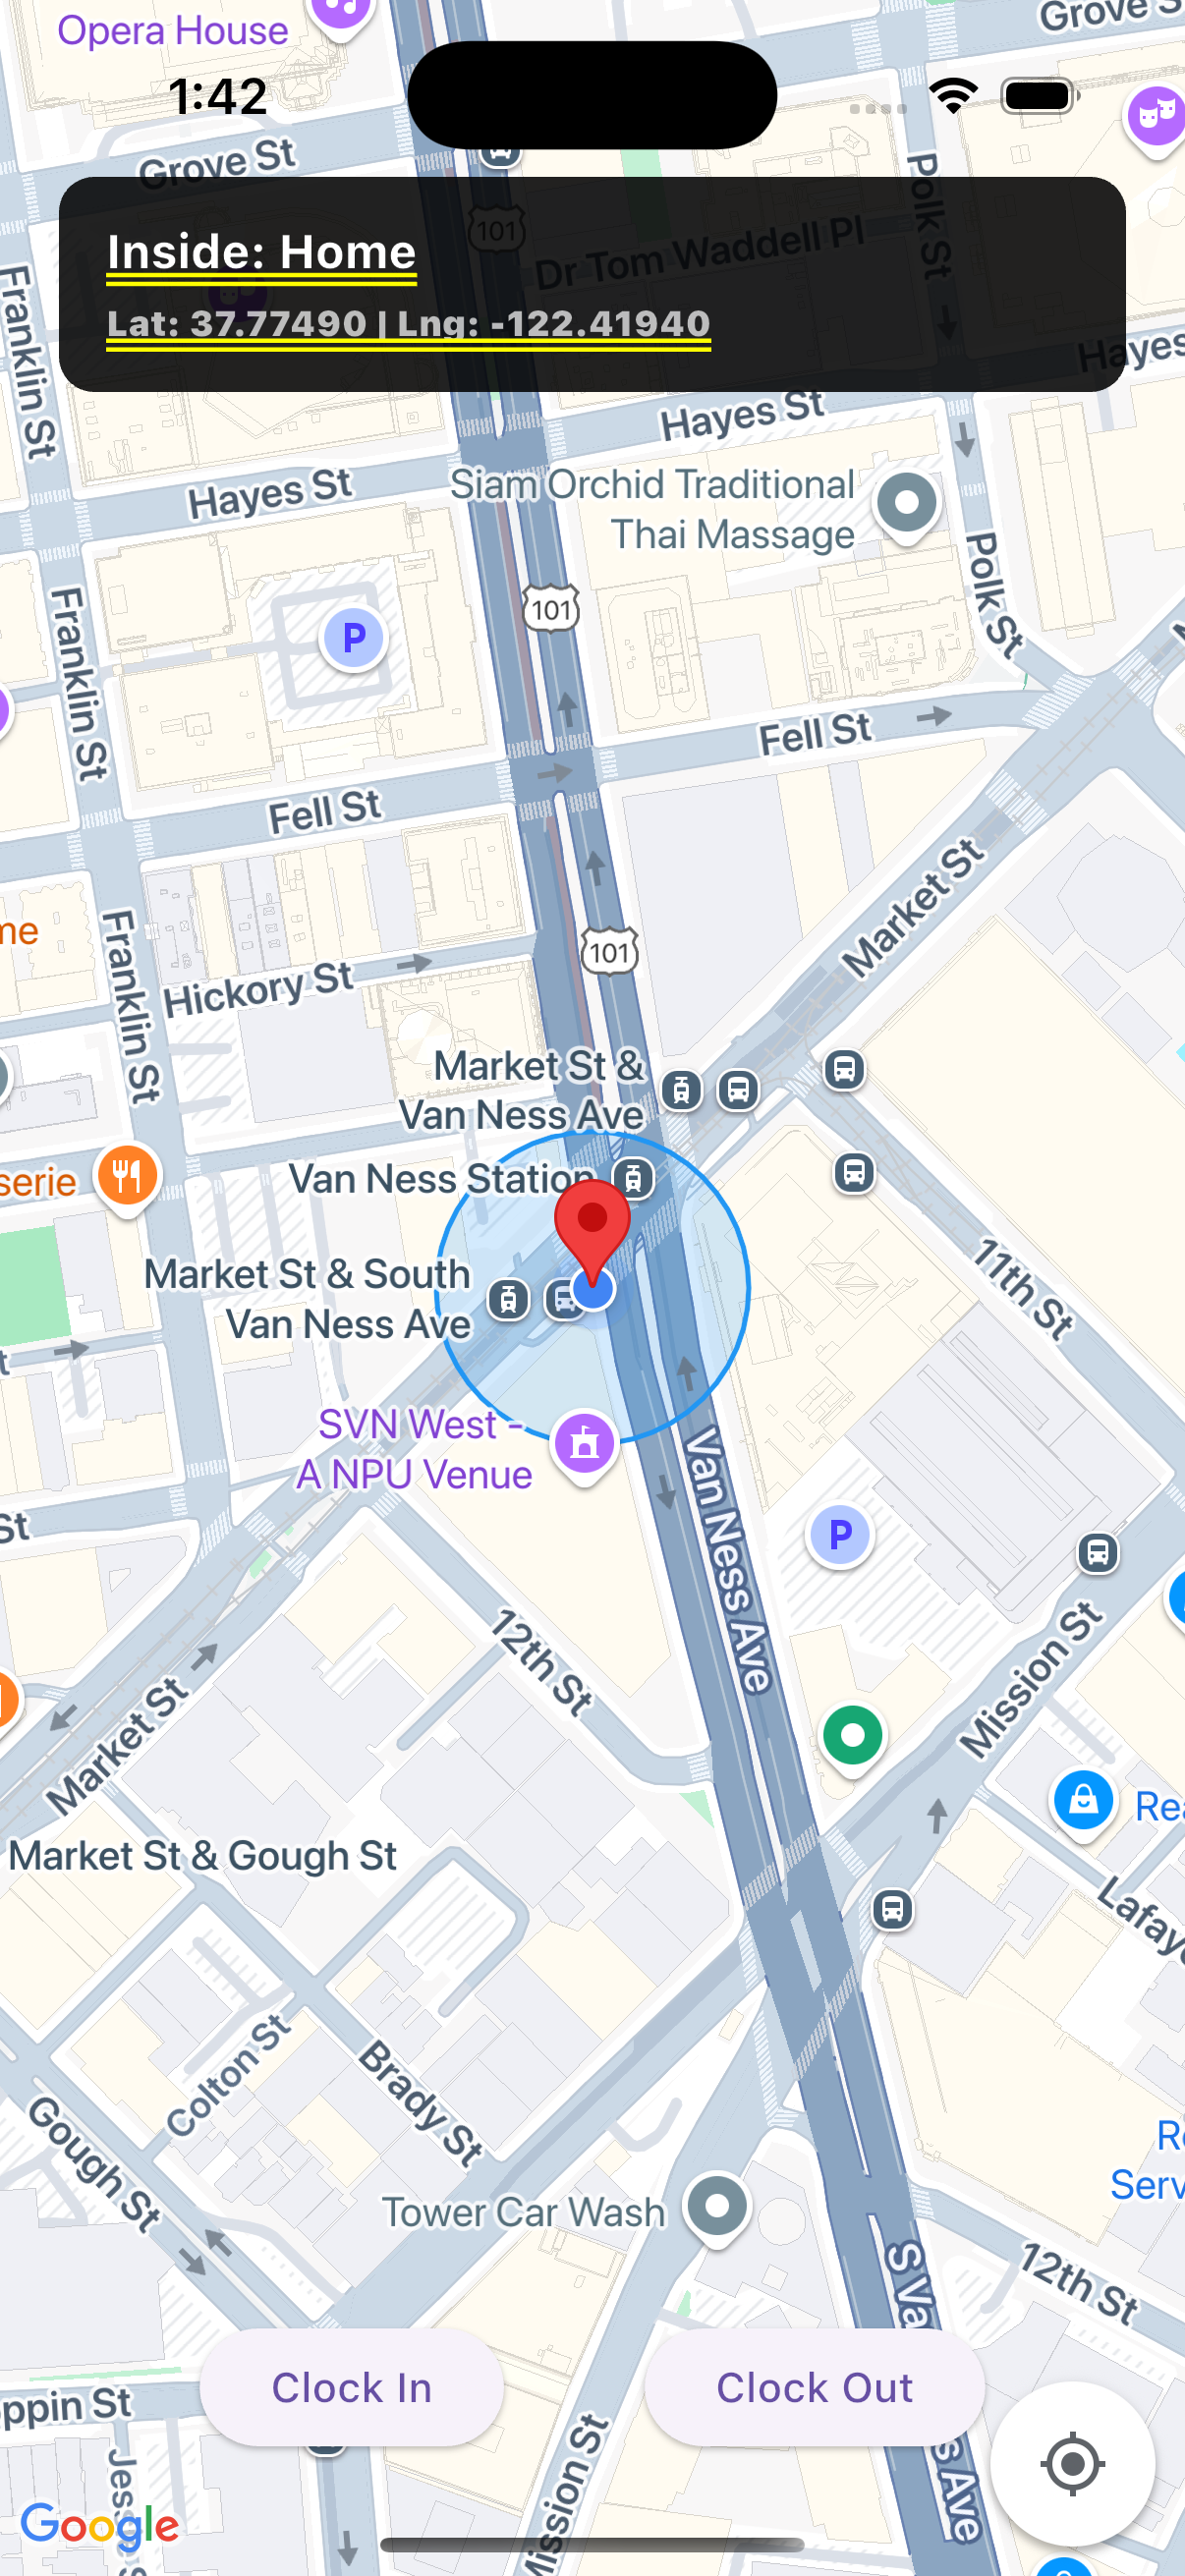 Opera House
Grove S
1:42
Grove St
Polk St
101
Inside: Home
Dr Tom Waddell Pl
Lat: 37.77490 | Lng: -122.41940
Franklin St
Hayes
Hayes St
Siam Orchid Traditional
Thai Massage
Hayes St
Polk St
101
P
Franklin St
Fell St
Fell St
Market St
me
101
Franklin St
Hickory St
Market St &
Van Ness Ave
serie
Van Ness Station
Market St & South
Van Ness Ave
11th St
SVN West -
A NPU Venue
Van Ness Ave
St
P
12th St
Mission St
Market St
Rea
Market St & Gough St
Lafaye
Colton St
Brady St
Gough St
Re
Serv
Tower Car Wash
12th St
S Va
Clock In
Clock Out
oppin St
s Ave
Mission St
Jess
Google